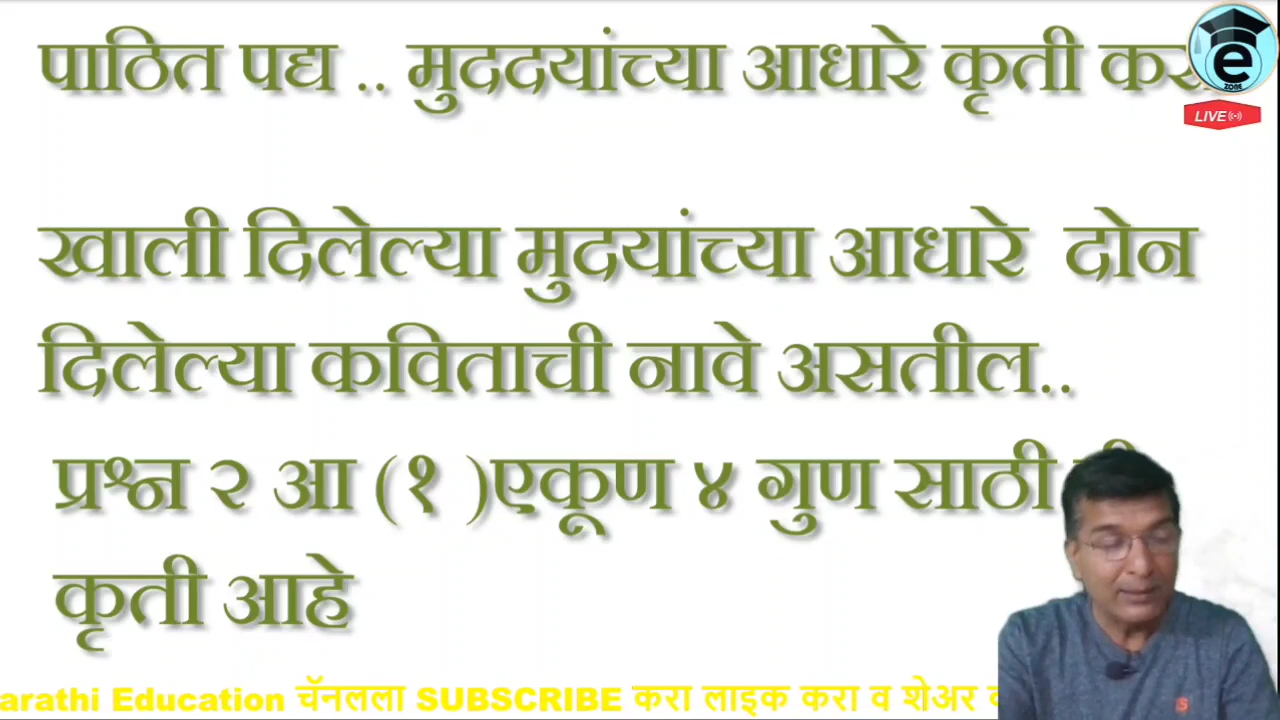 पाठित पद्य .. मुददयांच्या आधारे कृती
e
ZONE
LIVE
खाली दिलेल्या मुदयांच्या आधारे दोन
दिलेल्या कविताची नावे असतील..
प्रश्न २ आ (१ )एकूण ४ गुण साठी
कृती आहे
arathi Education चॅनलला SUBSCRIBE करा लाइक करा व शेअर
S